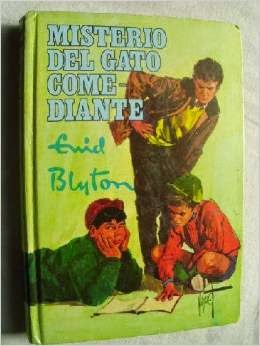 MISTERIO
DEL GATO
COME-
DIANTE
Enid
Blyton